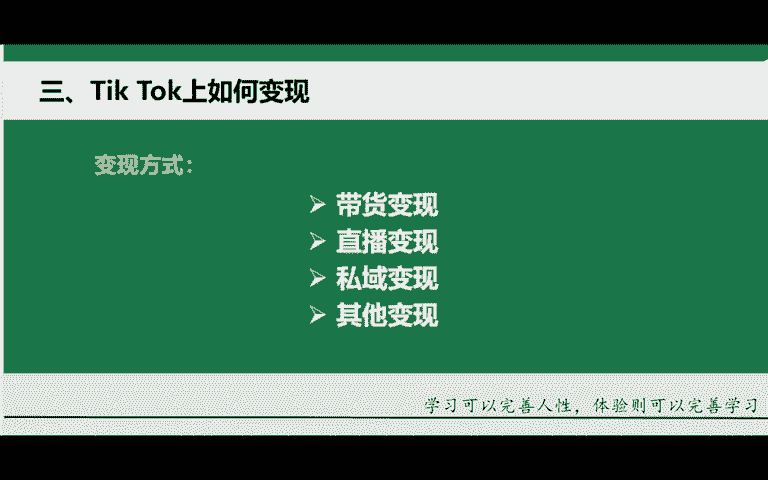 三、Tik Tok上如何变现
变现方式：
➢ 带货变现
➢ 直播变现
➢ 私域变现
➢ 其他变现
学习可以完善人性，体验则可以完善学习